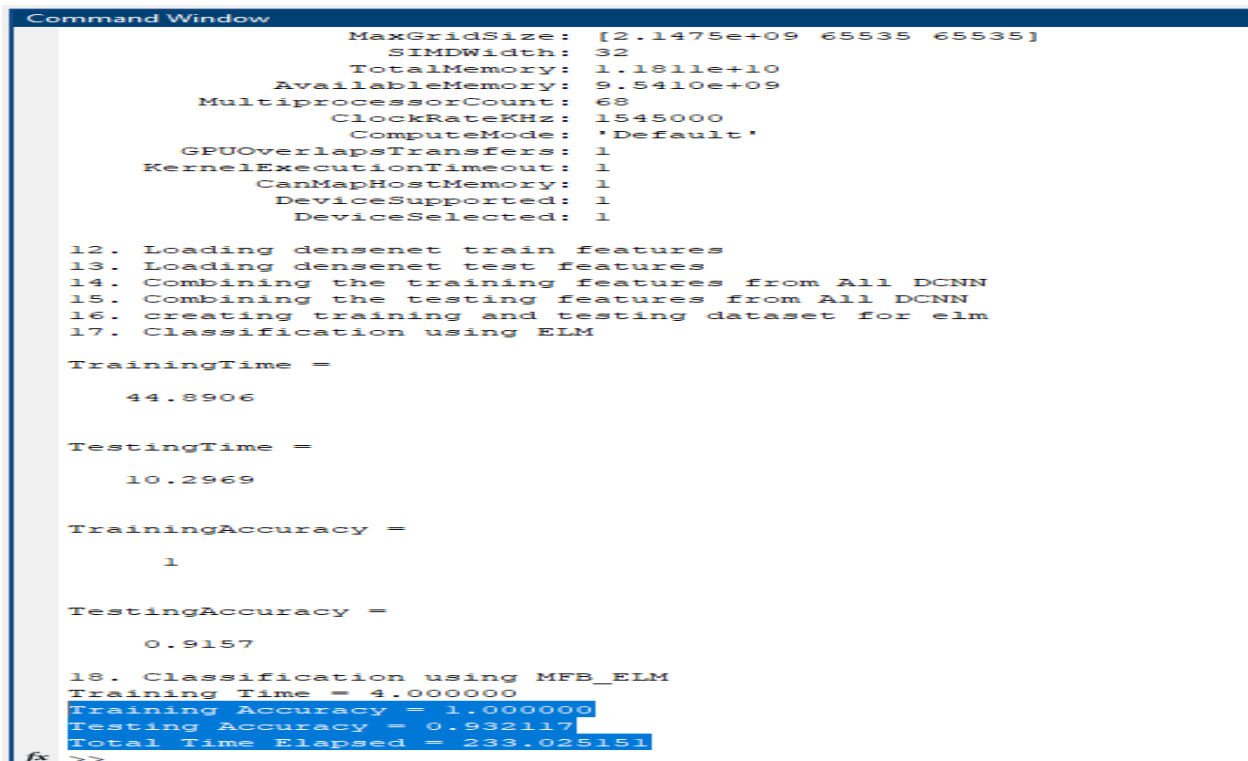 Command Window
MaxGridSize: [2.1475e+09 65535 65535]
SIMDWidth: 32
TotalMemory: 1.1811e+10
AvailableMemory: 9.5410e+09
MultiprocessorCount: 68
ClockRateKHz: 1545000
ComputeMode: 'Default'
GPUOverlapsTransfers: 1
KernelExecutionTimeout: 1
CanMapHostMemory: 1
DeviceSupported: 1
DeviceSelected: 1
12. Loading densenet train features
13. Loading densenet test features
14. Combining the training features from All DCNN
15. Combining the testing features from All DCNN
16. creating training and testing dataset for elm
17. Classification using ELM
TrainingTime =
44.8906
TestingTime =
10.2969
TrainingAccuracy =
1
TestingAccuracy =
0.9157
18. Classification using MFB_ELM
Training Time = 4.000000
Training Accuracy = 1.000000
Testing Accuracy = 0.932117
Total Time Elapsed = 233.025151
fx >>